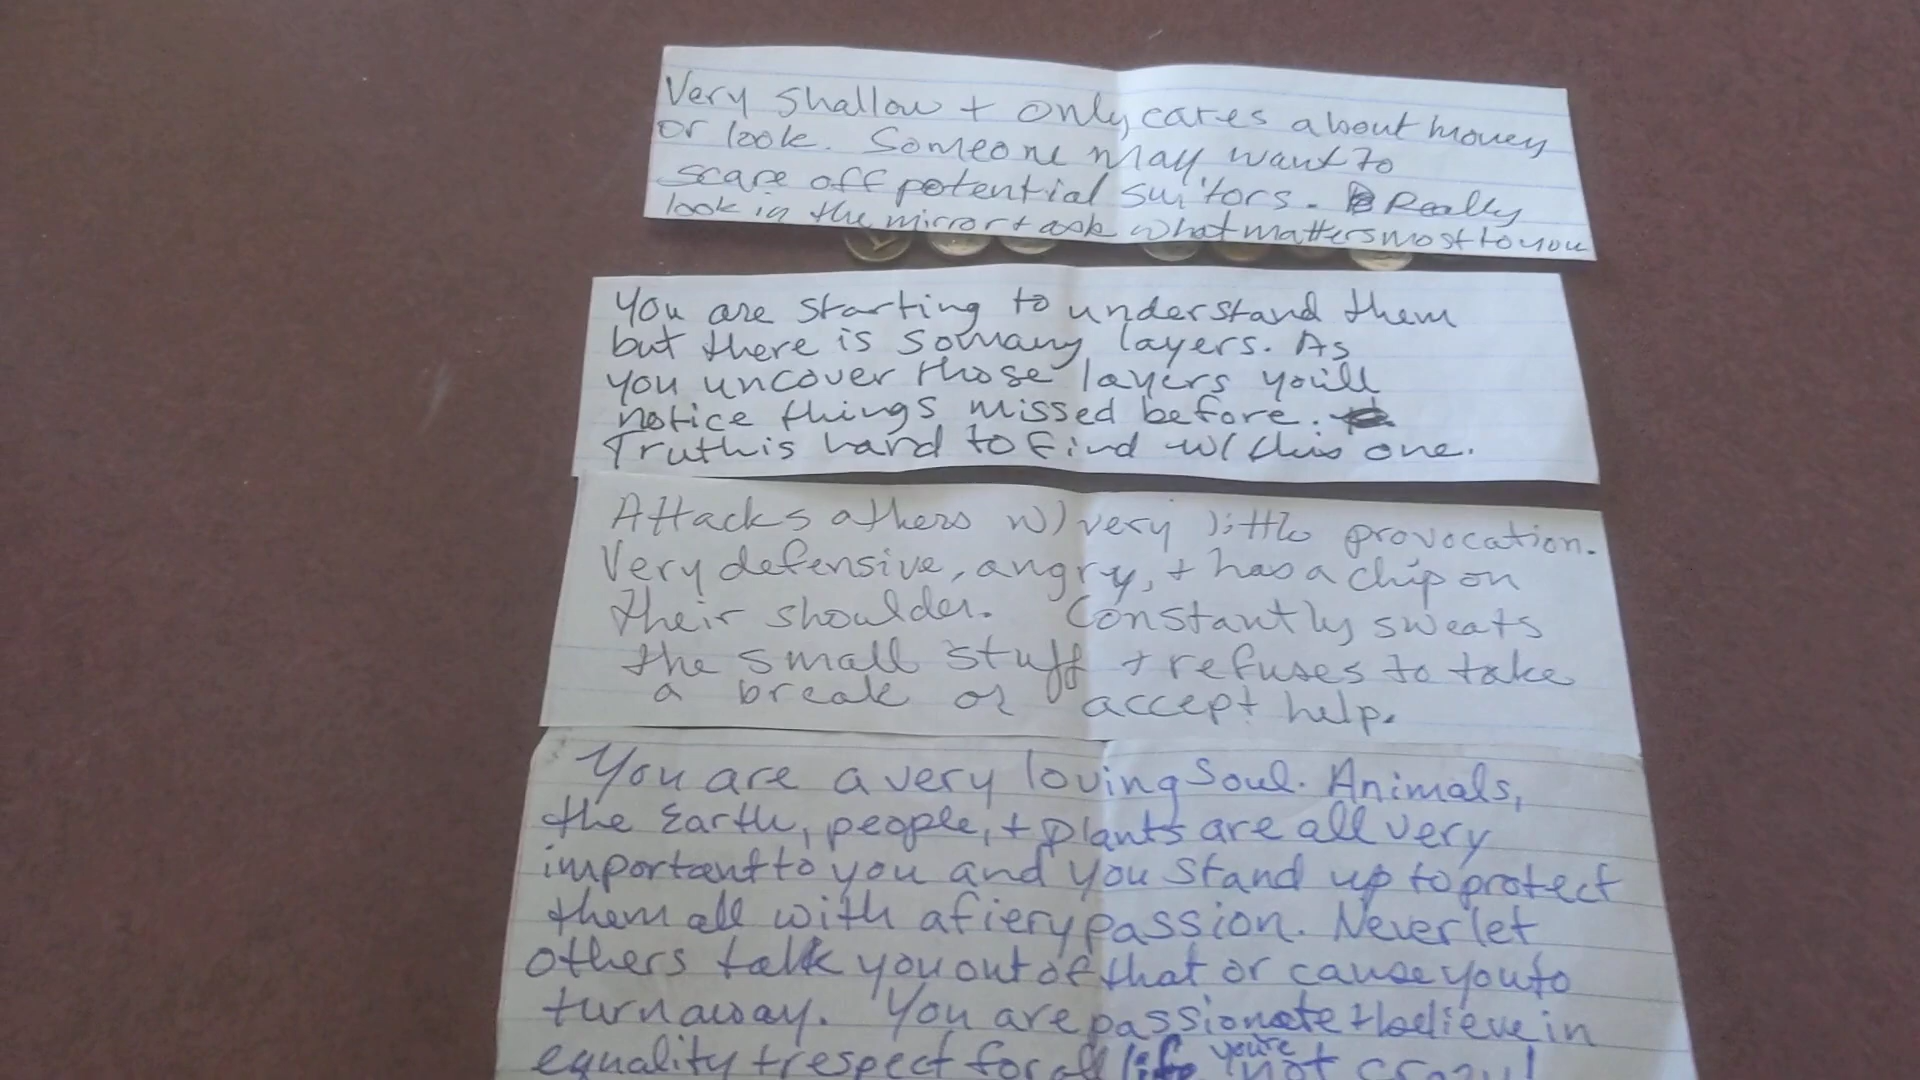 Very shallow + only cares about money
or look. Someone may want to
scare off potential suitors. Really
look in the mirror + ask what matters most to you
You are starting to understand them
but there is so many layers. As
you uncover those layers you'll
notice things missed before.
Truth is hard to find w/ this one.
Attacks others w/ very little provocation.
Very defensive, angry, + has a chip on
their shoulder. Constantly sweats
the small stuff + refuses to take
a break or accept help.
You are a very loving soul. Animals,
the Earth, people, + plants are all very
important to you and you stand up to protect
them all with a fiery passion. Never let
others talk you out of that or cause you to
turn away. You are passionate + believe in
equality + respect for all life you're not crazy!